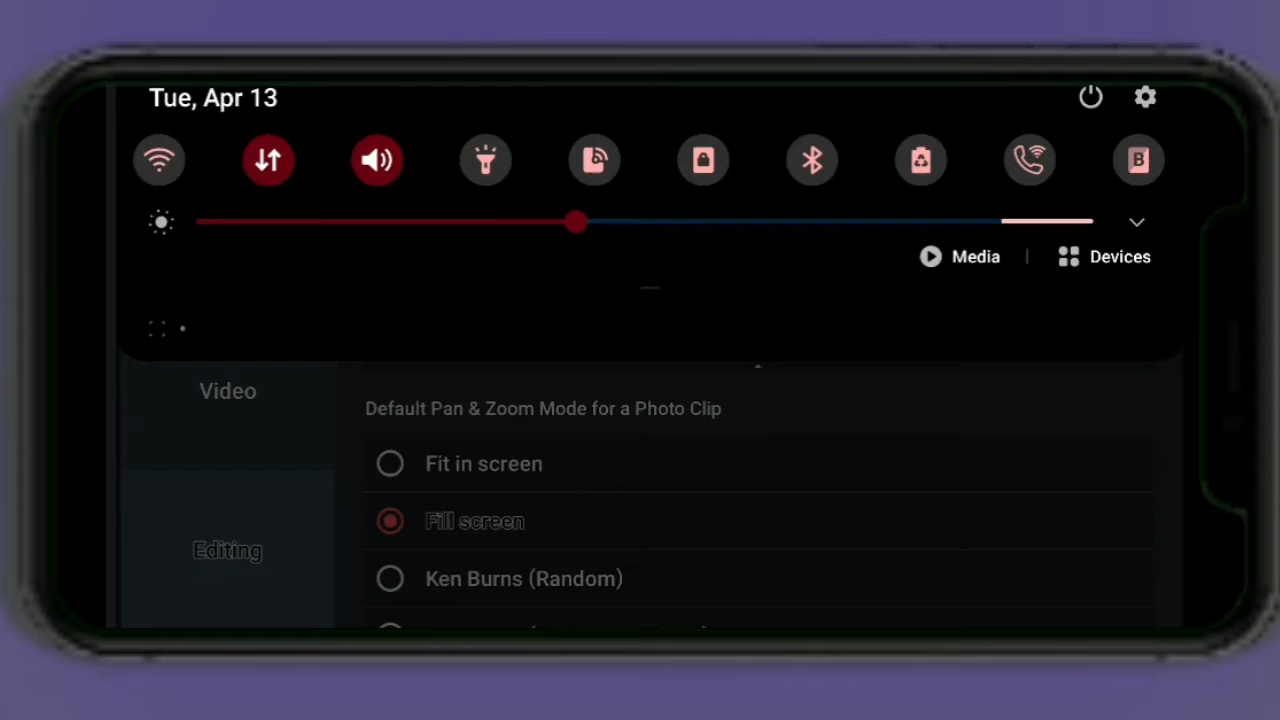 Tue, Apr 13
B
Media | Devices
Video
Default Pan & Zoom Mode for a Photo Clip
Fit in screen
Fill screen
Editing
Ken Burns (Random)